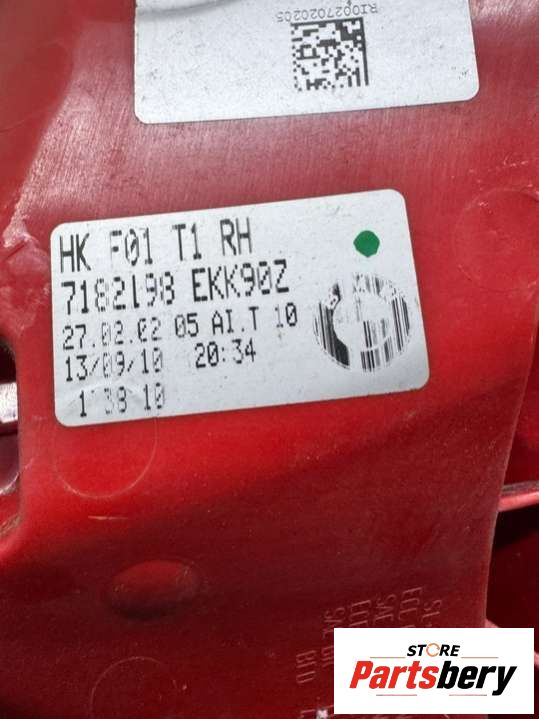 RI0027020205
HK F01 T1 RH
7182198 EKK90Z
27.02.02 05 AI.T 10
13/09/10 20:34
1 38 10
STORE
Partsbery